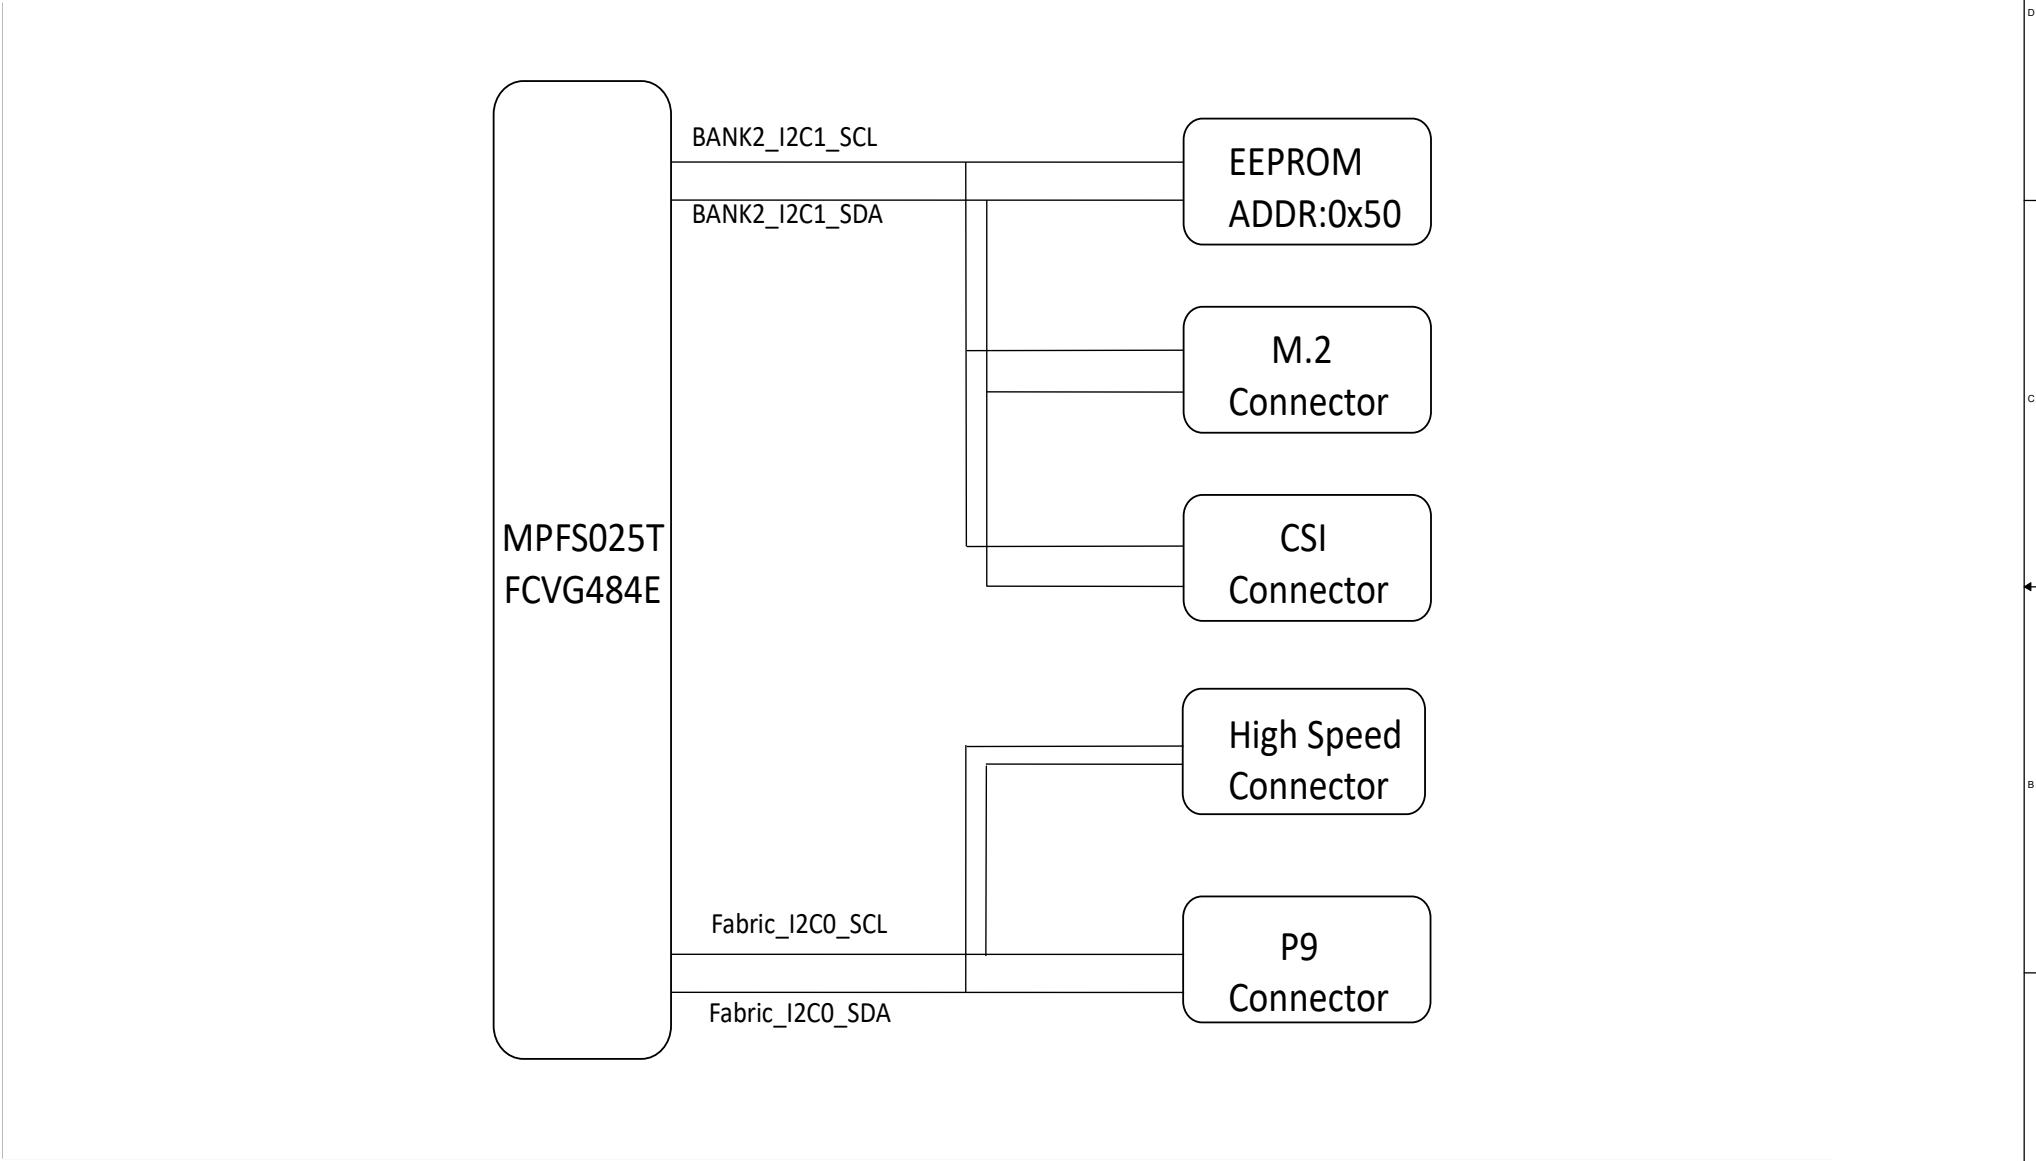 D
BANK2_I2C1_SCL
BANK2_I2C1_SDA
EEPROM
ADDR:0x50
M.2
Connector
C
MPFS025T
FCVG484E
CSI
Connector
High Speed
Connector
B
Fabric_I2C0_SCL
Fabric_I2C0_SDA
P9
Connector